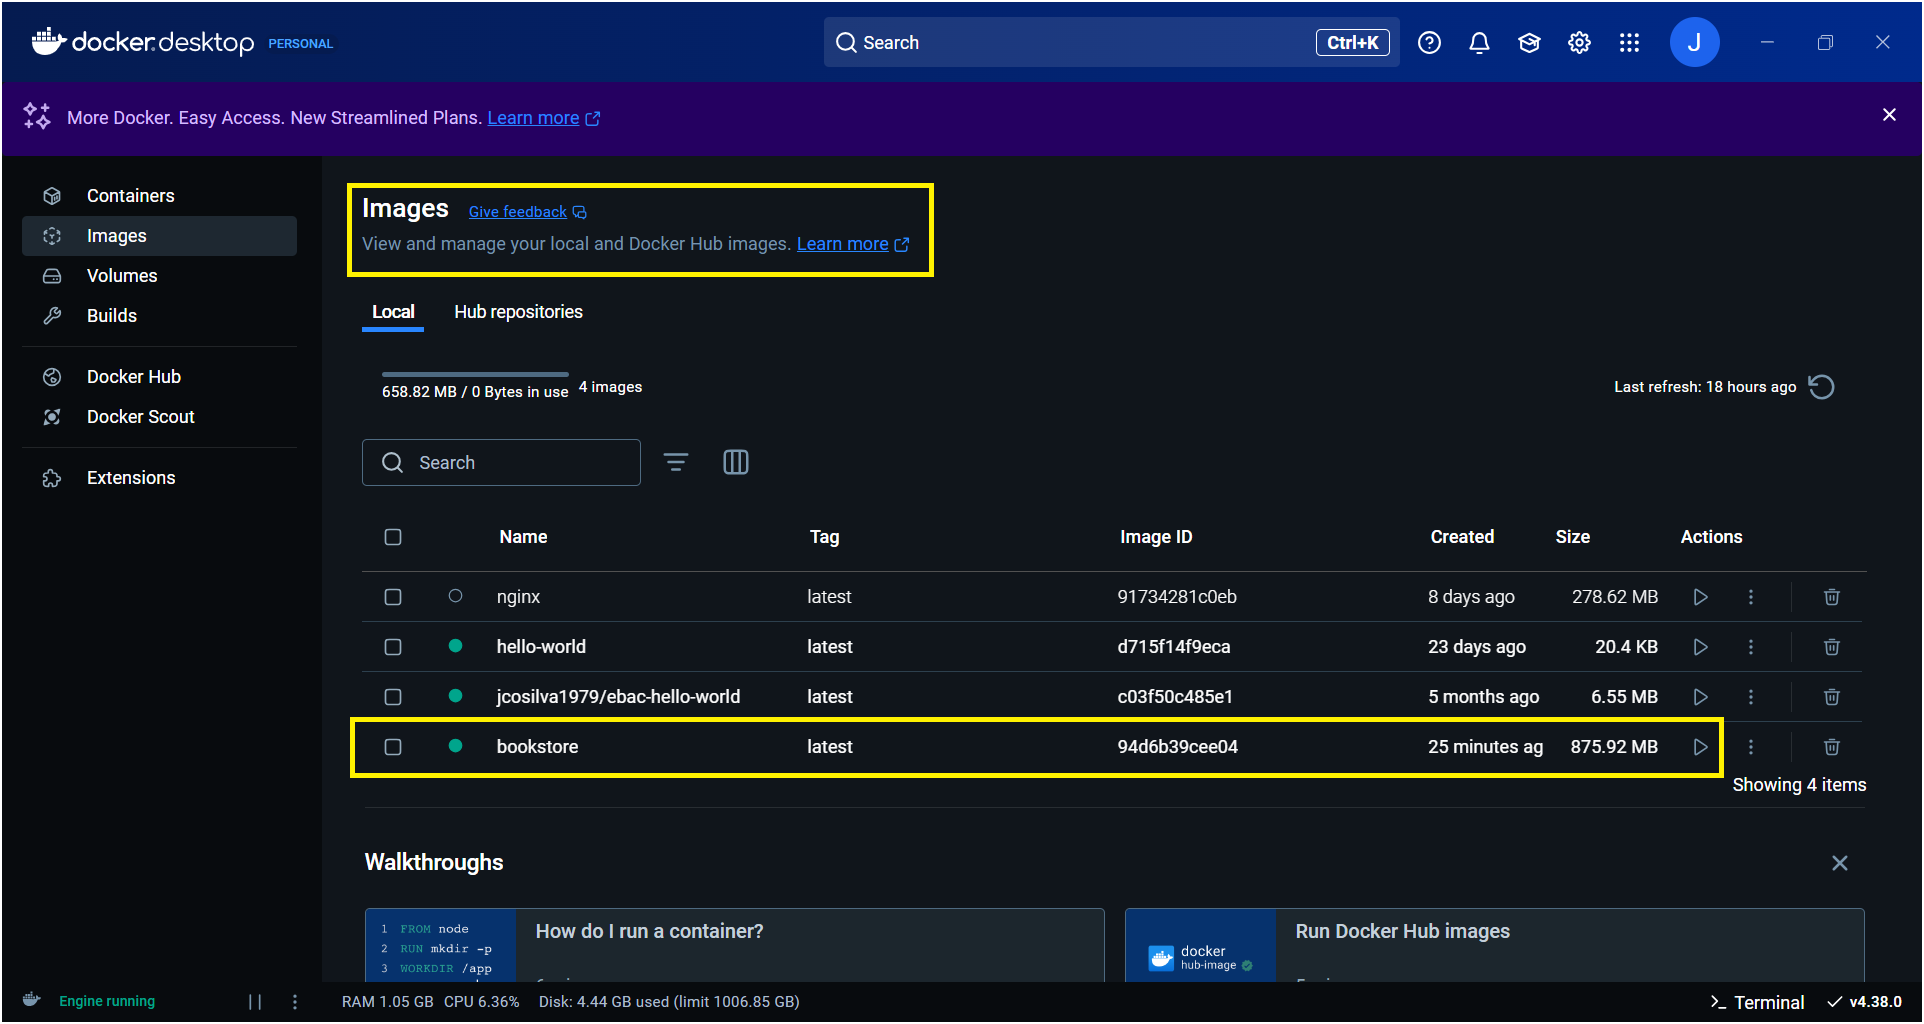 docker.desktop PERSONAL
Search Ctrl+K
J
More Docker. Easy Access. New Streamlined Plans. Learn more
Containers
Images
Volumes
Builds
Docker Hub
Docker Scout
Extensions
Images Give feedback
View and manage your local and Docker Hub images. Learn more
Local Hub repositories
658.82 MB / 0 Bytes in use 4 images
Last refresh: 18 hours ago
Search
Name Tag Image ID Created Size Actions
nginx latest 91734281c0eb 8 days ago 278.62 MB
hello-world latest d715f14f9eca 23 days ago 20.4 KB
jcosilva1979/ebac-hello-world latest c03f50c485e1 5 months ago 6.55 MB
bookstore latest 94d6b39cee04 25 minutes ag 875.92 MB
Showing 4 items
Walkthroughs
1 FROM node
2 RUN mkdir -p
3 WORKDIR /app
How do I run a container?
docker
hub-image
Run Docker Hub images
Engine running
RAM 1.05 GB CPU 6.36% Disk: 4.44 GB used (limit 1006.85 GB)
Terminal v4.38.0